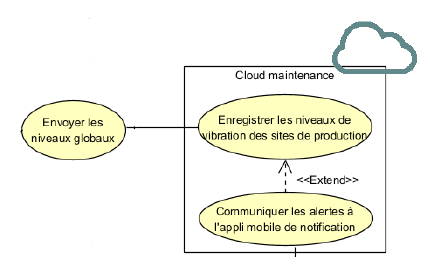 Cloud maintenance
Envoyer les
niveaux globaux
Enregistrer les niveaux de
vibration des sites de production
<<Extend>>
Communiquer les alertes à
l'appli mobile de notification